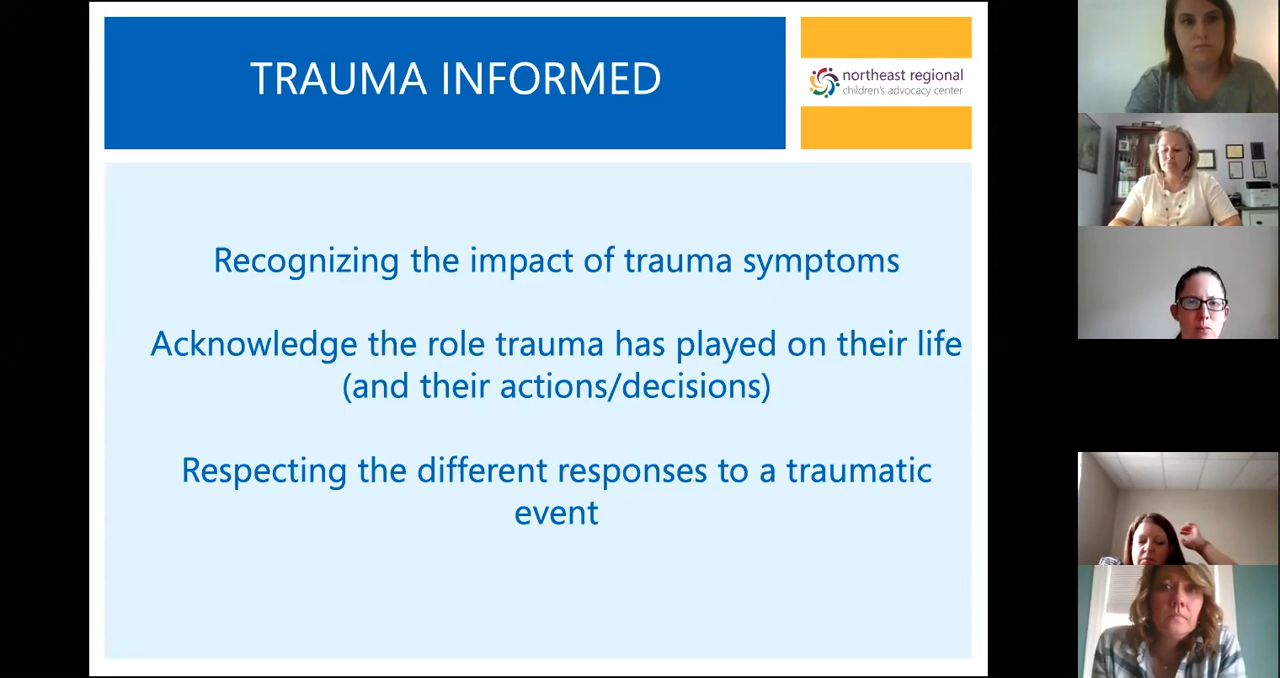 TRAUMA INFORMED
northeast regional
children's advocacy center
Recognizing the impact of trauma symptoms
Acknowledge the role trauma has played on their life
(and their actions/decisions)
Respecting the different responses to a traumatic
event